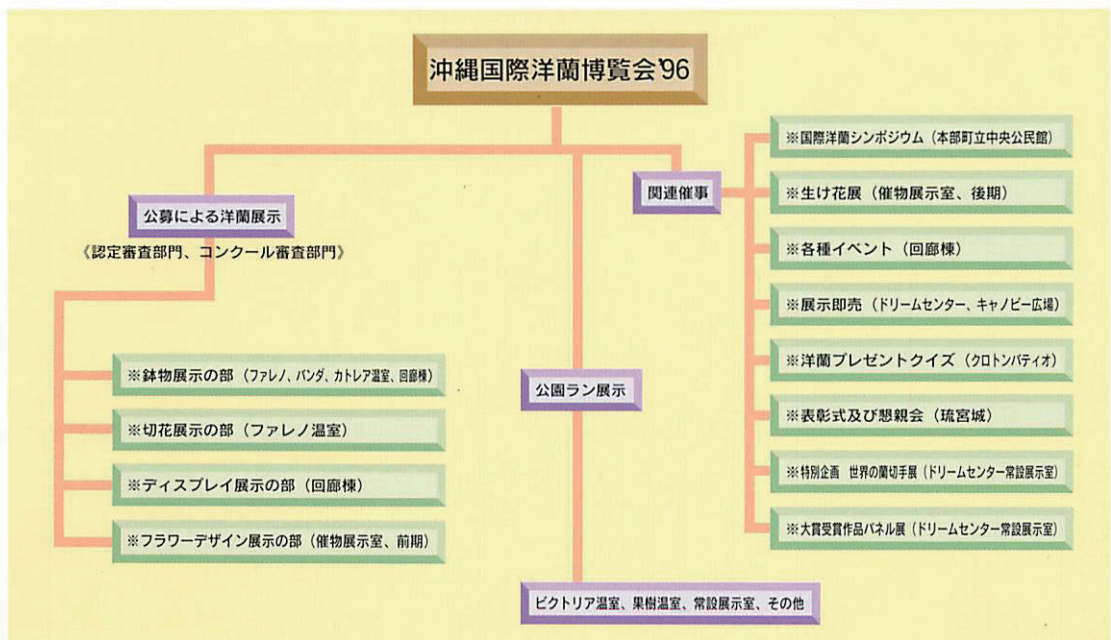 沖縄国際洋蘭博覧会'96
公募による洋蘭展示
《認定審査部門、コンクール審査部門》
※鉢物展示の部（ファレノ、バンダ、カトレア温室、回廊棟）
※切花展示の部（ファレノ温室）
※ディスプレイ展示の部（回廊棟）
※フラワーデザイン展示の部（催物展示室、前期）
公園ラン展示
ビクトリア温室、果樹温室、常設展示室、その他
関連催事
※国際洋蘭シンポジウム（本部町立中央公民館）
※生け花展（催物展示室、後期）
※各種イベント（回廊棟）
※展示即売（ドリームセンター、キャノピー広場）
※洋蘭プレゼントクイズ（クロトンパティオ）
※表彰式及び懇親会（琉宮城）
※特別企画　世界の蘭切手展（ドリームセンター常設展示室）
※大賞受賞作品パネル展（ドリームセンター常設展示室）